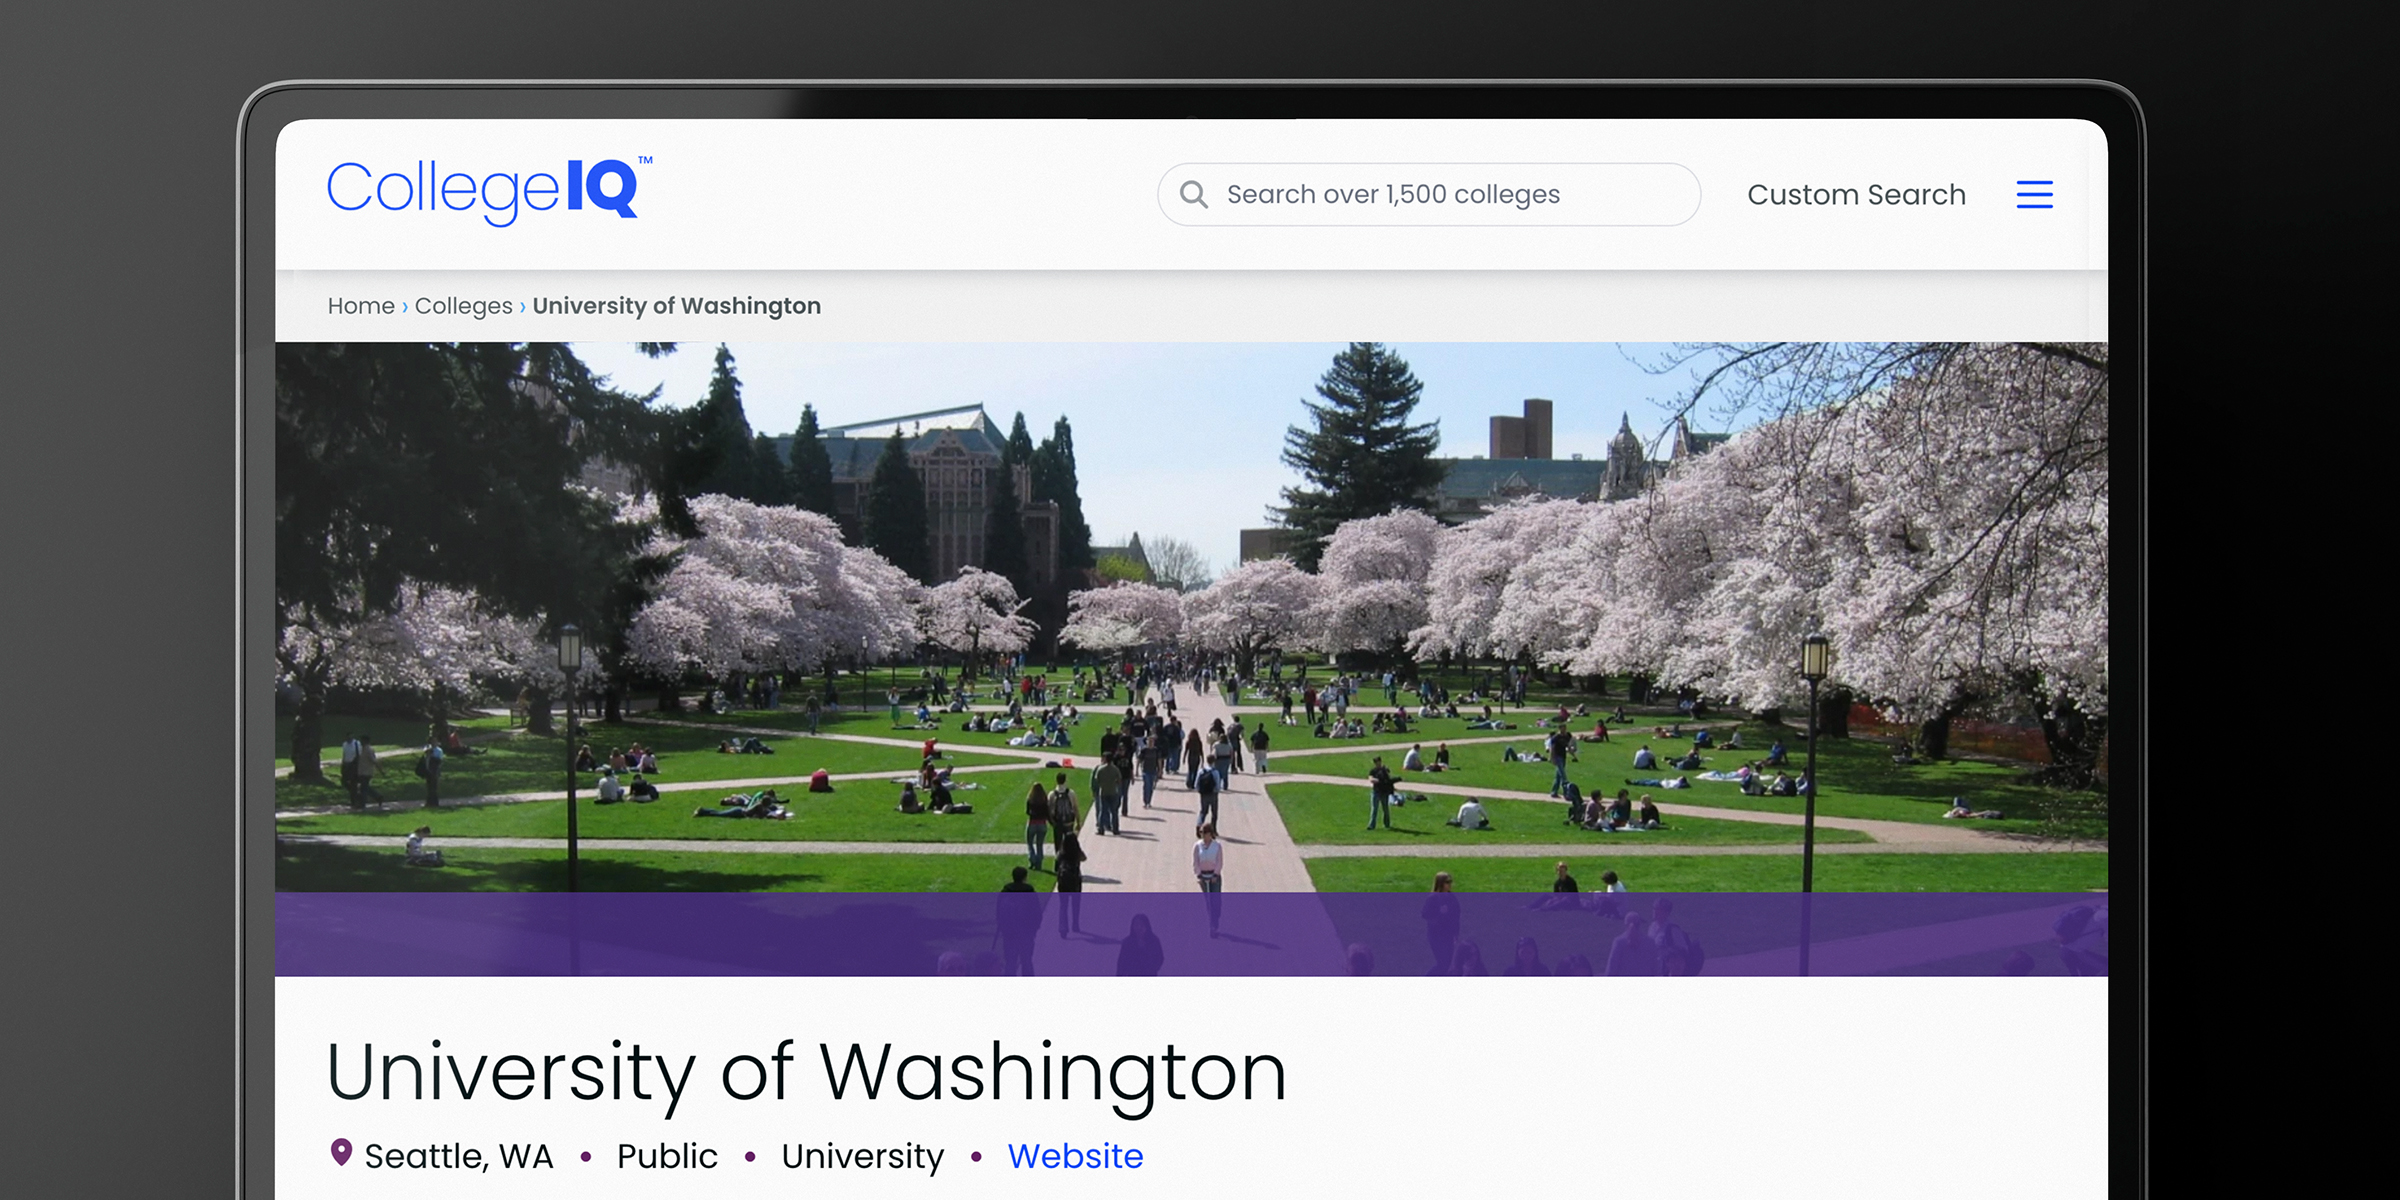 CollegeIQ™
Search over 1,500 colleges
Custom Search
Home › Colleges › University of Washington
University of Washington
Seattle, WA • Public • University • Website